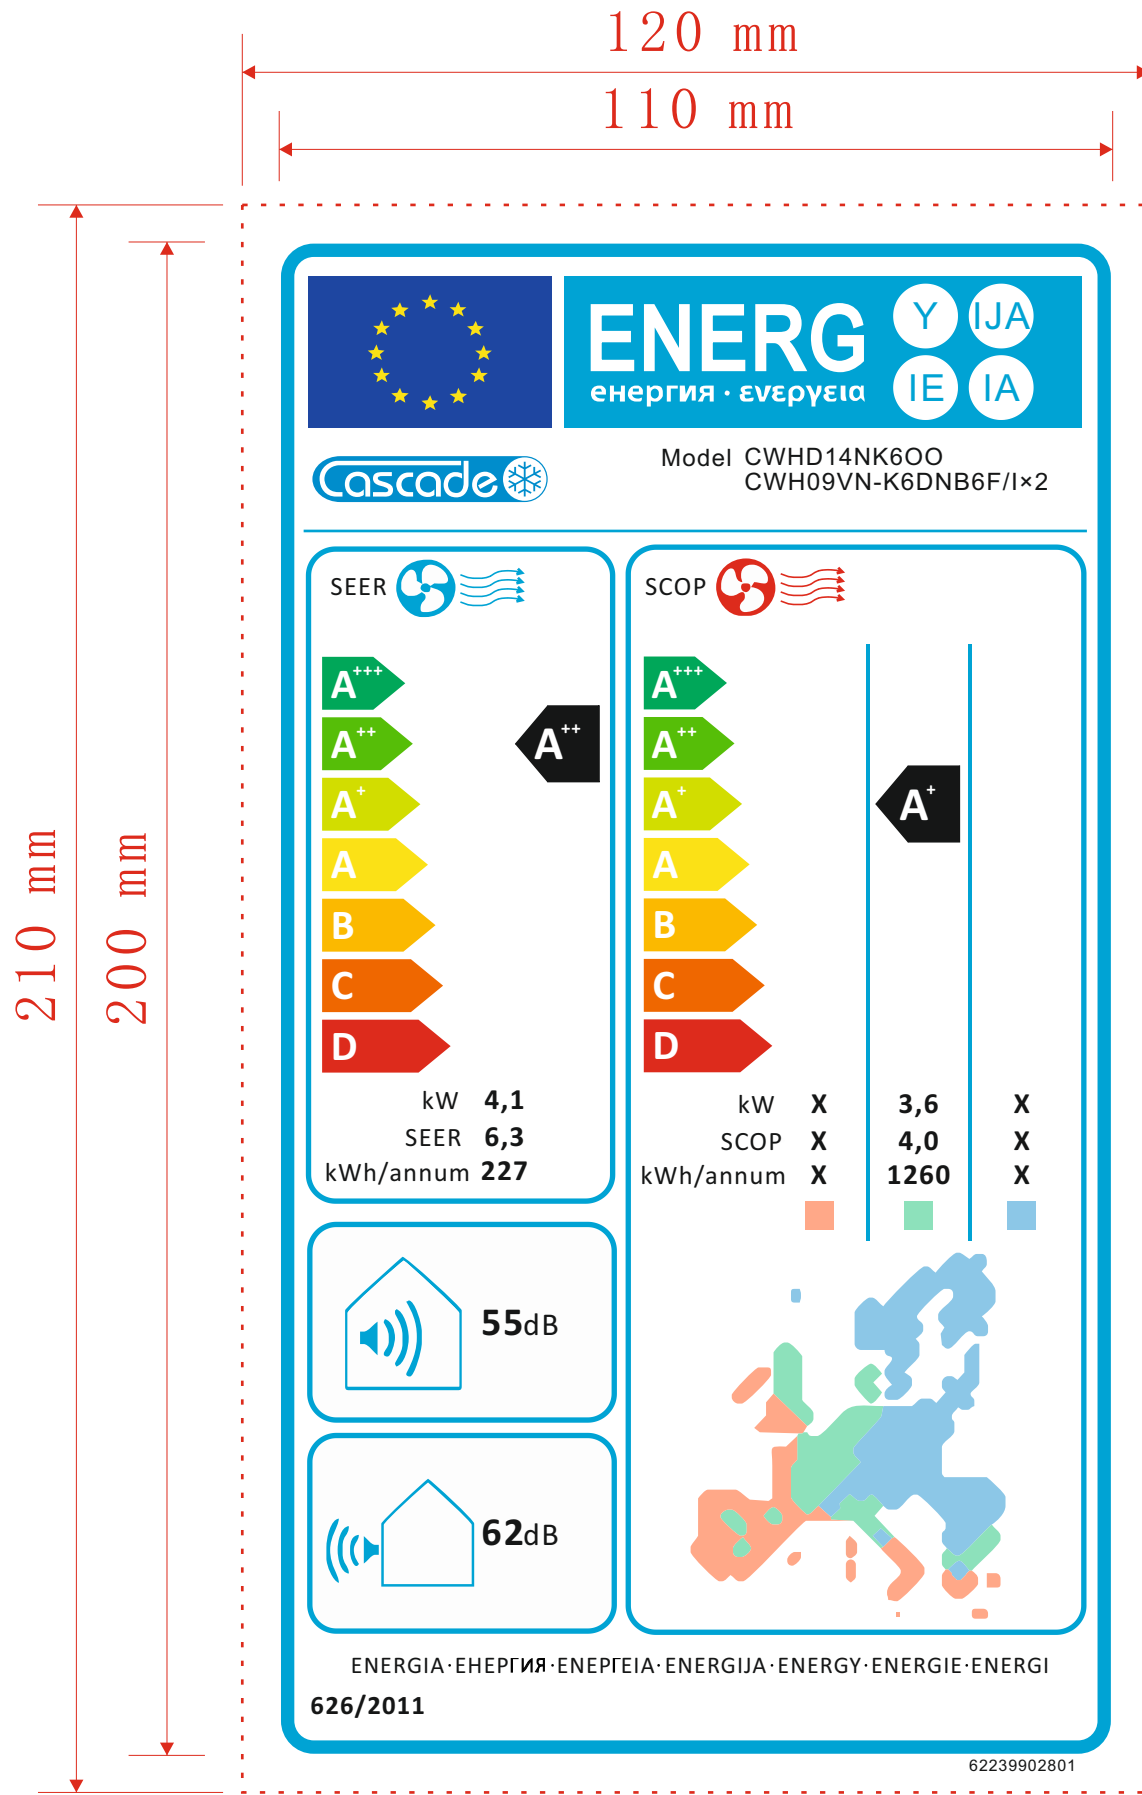 120 mm
110 mm
210 mm
200 mm
ENERG
енергия · ενεργεια
Y IJA
IE IA
Cascade
Model CWHD14NK6OO
CWH09VN-K6DNB6F/I×2
SEER
A+++
A++
A+
A
B
C
D
A++
kW 4,1
SEER 6,3
kWh/annum 227
SCOP
A+++
A++
A+
A
B
C
D
A+
kW X 3,6 X
SCOP X 4,0 X
kWh/annum X 1260 X
55dB
62dB
ENERGIA·ЕНЕРГИЯ·ΕΝΕΡΓΕΙΑ·ENERGIJA·ENERGY·ENERGIE·ENERGI
626/2011
62239902801